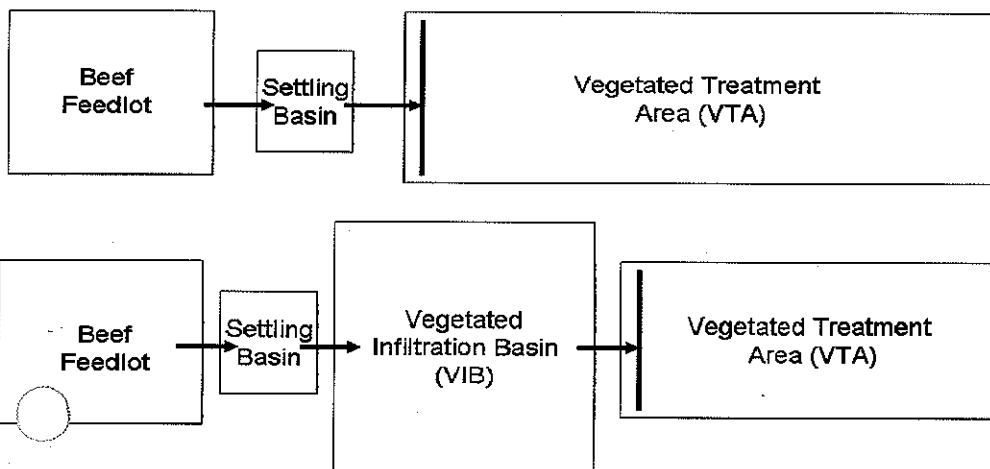 Beef
Feedlot
Settling
Basin
Vegetated Treatment
Area (VTA)
Beef
Feedlot
Settling
Basin
Vegetated
Infiltration Basin
(VIB)
Vegetated Treatment
Area (VTA)